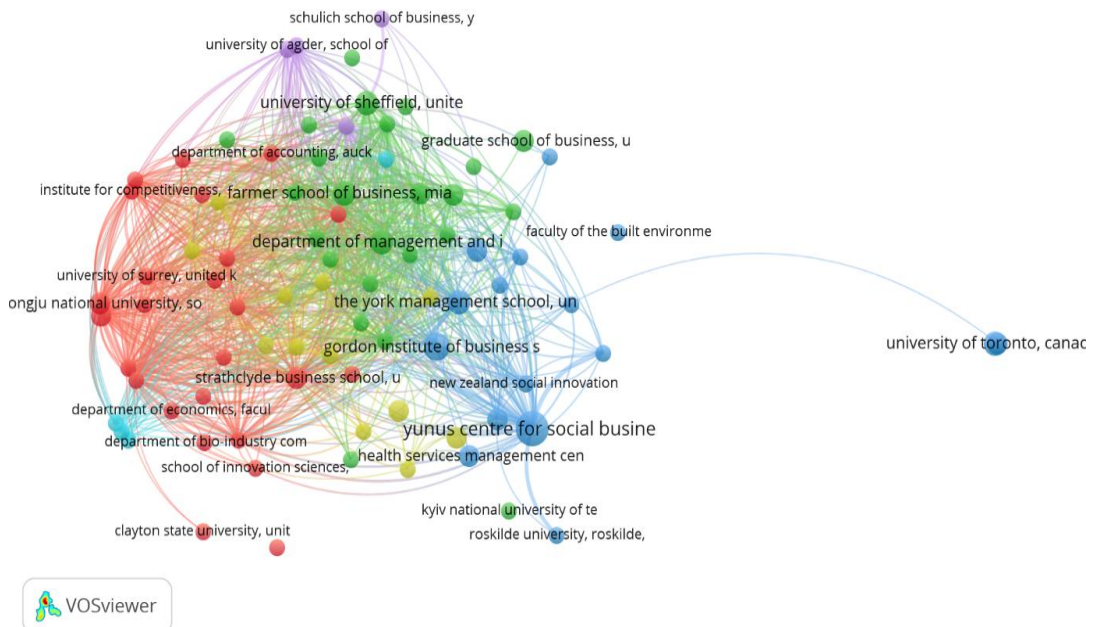 schulich school of business, y
university of agder, school of
university of sheffield, unite
graduate school of business, u
department of accounting, auck
institute for competitiveness,
farmer school of business, mia
faculty of the built environme
department of management and i
university of surrey, united k
ongju national university, so
the york management school, un
university of toronto, canac
gordon institute of business s
strathclyde business school, u
new zealand social innovation
department of economics, facul
yunus centre for social busine
department of bio-industry com
health services management cen
school of innovation sciences,
kyiv national university of te
clayton state university, unit
roskilde university, roskilde,
VOSviewer